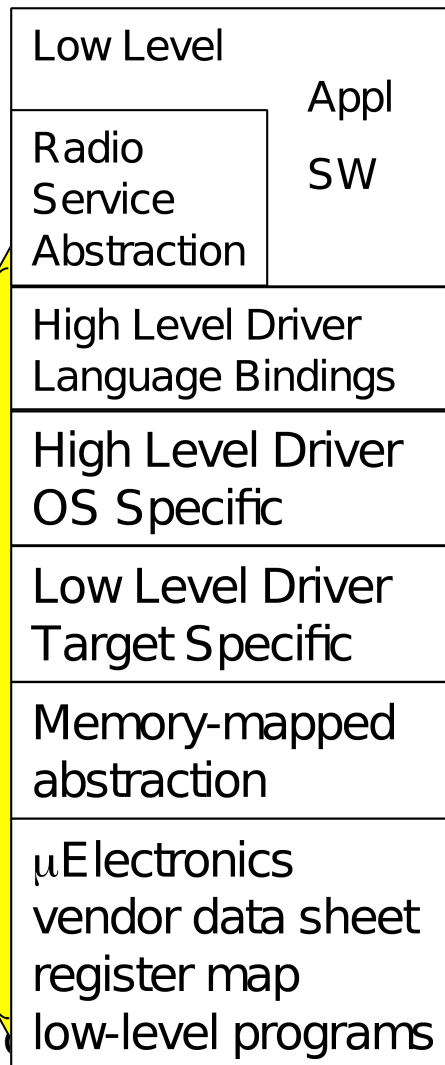 Low Level
Appl
SW
Radio
Service
Abstraction
High Level Driver
Language Bindings
High Level Driver
OS Specific
Low Level Driver
Target Specific
Memory-mapped
abstraction
μElectronics
vendor data sheet
register map
low-level programs